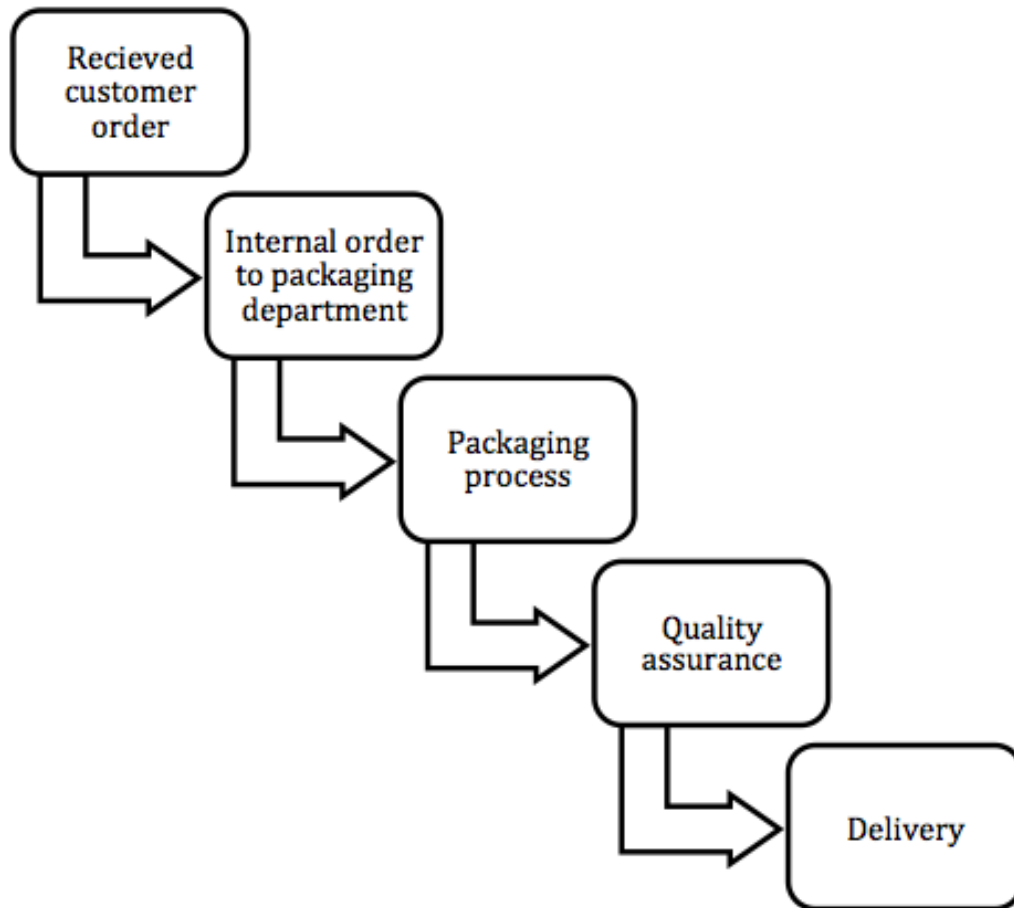 Recieved
customer
order
Internal order
to packaging
department
Packaging
process
Quality
assurance
Delivery